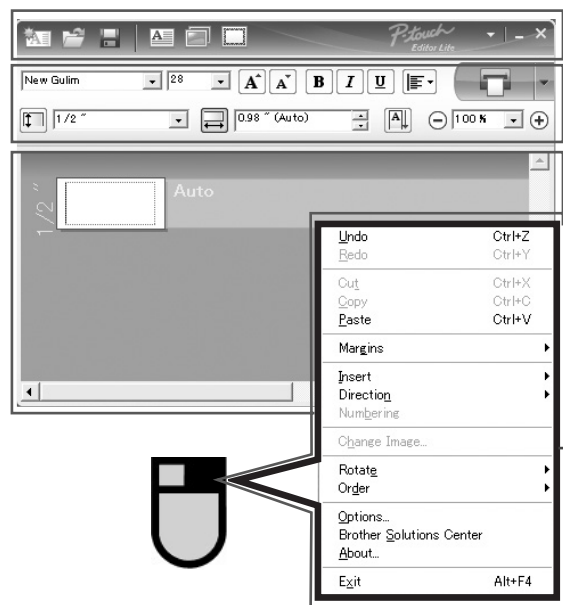 P-touch
Editor Lite
New Gulim 28 A A B I U
1/2 " 0.98 " (Auto) A 100 %
1/2 "
Auto
Undo Ctrl+Z
Redo Ctrl+Y
Cut Ctrl+X
Copy Ctrl+C
Paste Ctrl+V
Margins
Insert
Direction
Numbering
Change Image...
Rotate
Order
Options...
Brother Solutions Center
About...
Exit Alt+F4